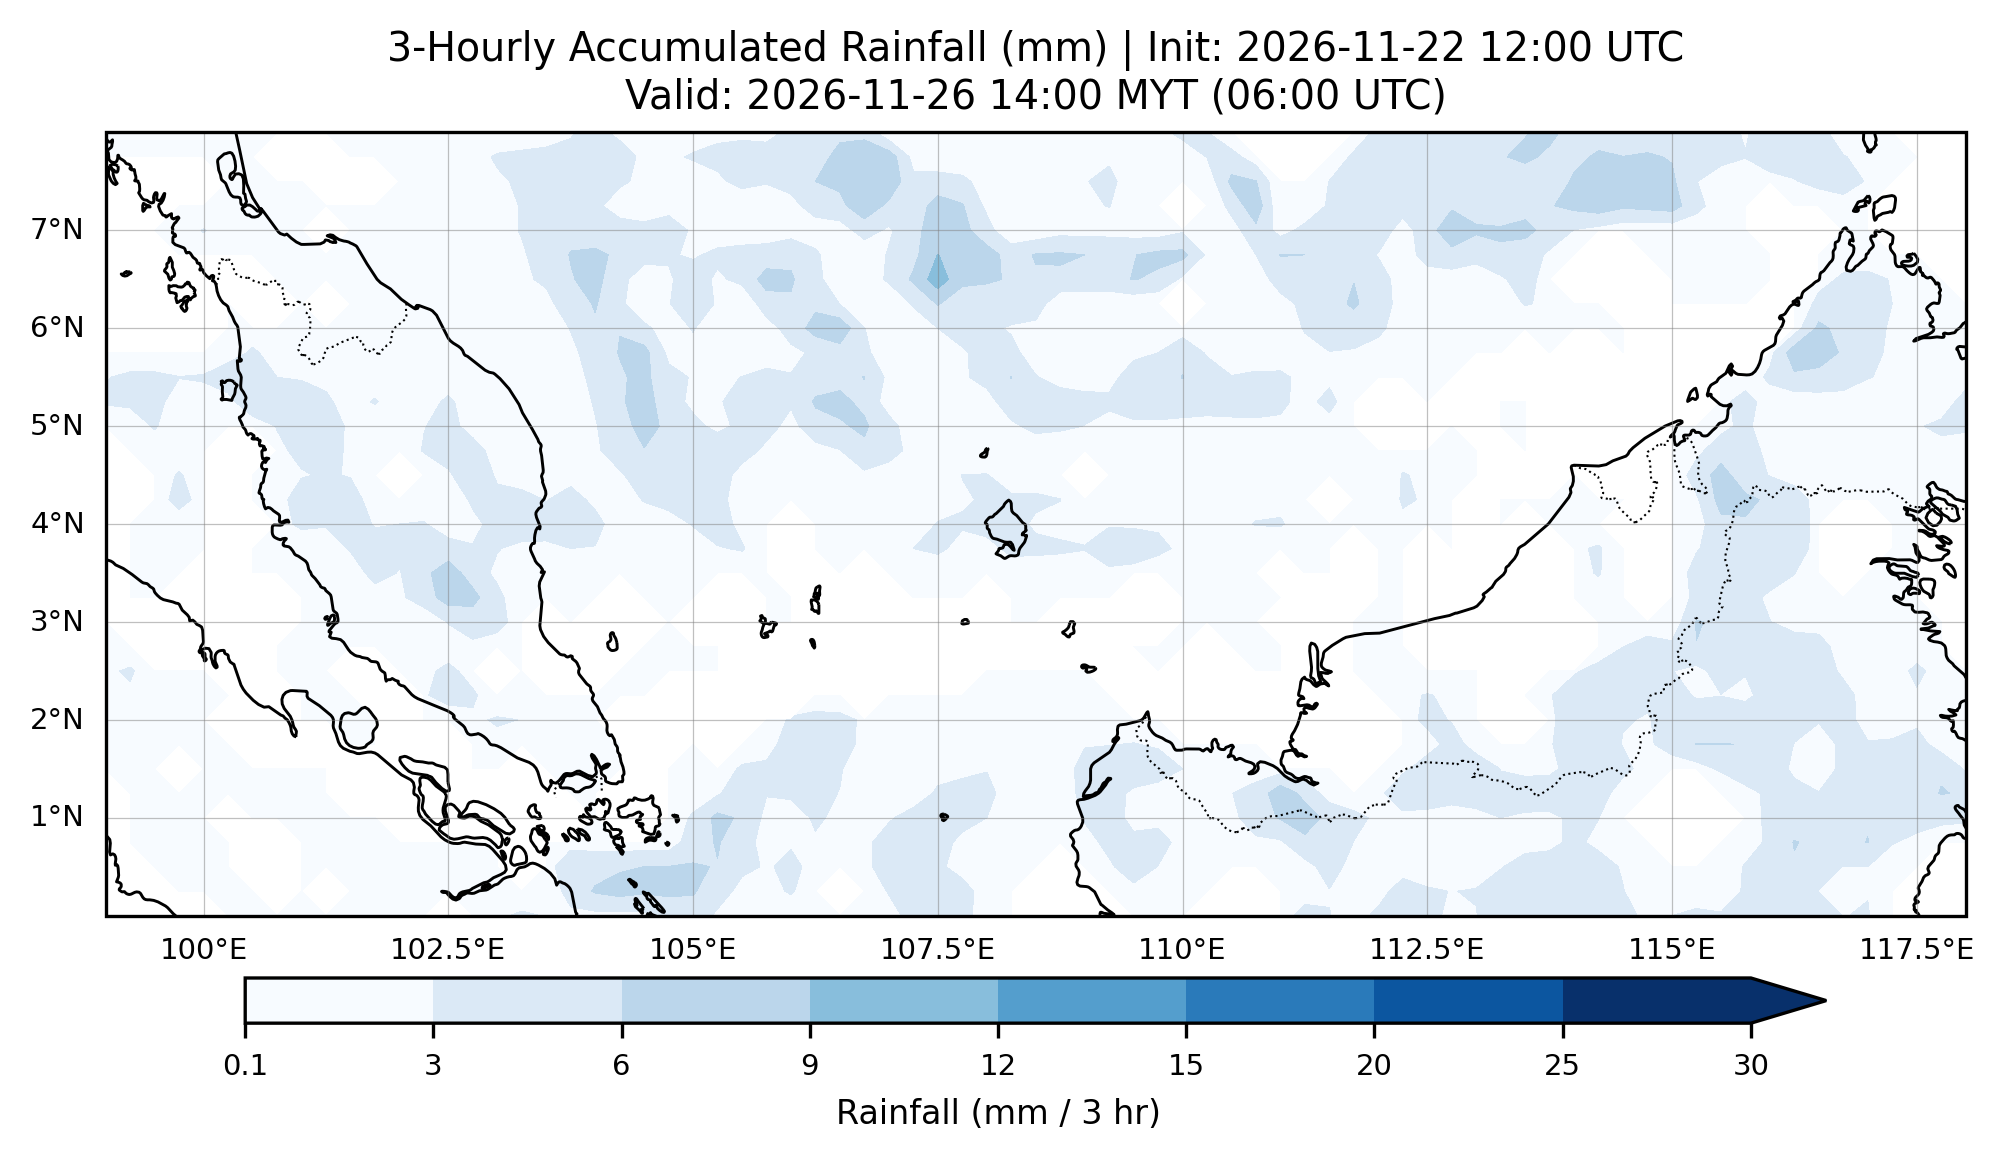 3-Hourly Accumulated Rainfall (mm) | Init: 2026-11-22 12:00 UTC
Valid: 2026-11-26 14:00 MYT (06:00 UTC)
7°N
6°N
5°N
4°N
3°N
2°N
1°N
100°E 102.5°E 105°E 107.5°E 110°E 112.5°E 115°E 117.5°E
0.1 3 6 9 12 15 20 25 30
Rainfall (mm / 3 hr)